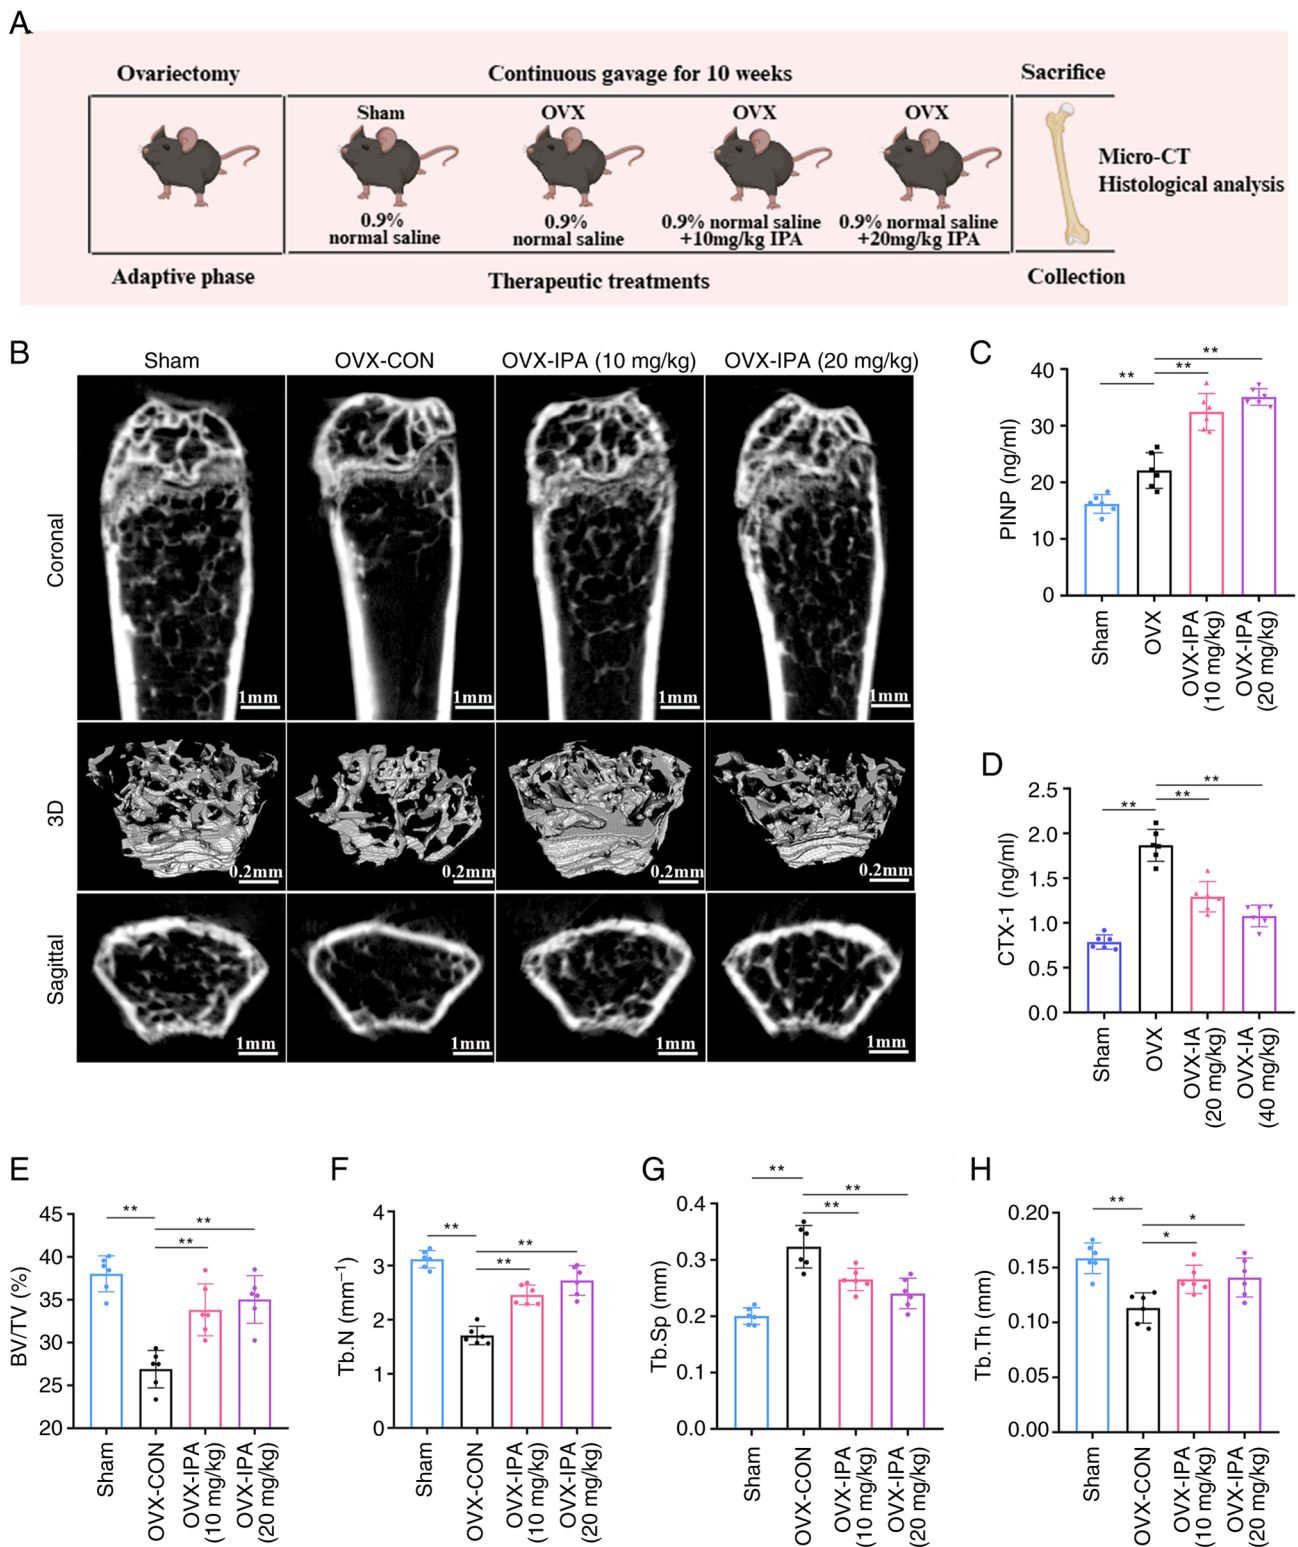 A
Ovariectomy
Continuous gavage for 10 weeks
Sacrifice
Sham
OVX
OVX
OVX
Micro-CT
Histological analysis
0.9%
normal saline
0.9%
normal saline
0.9% normal saline
+10mg/kg IPA
0.9% normal saline
+20mg/kg IPA
Adaptive phase
Therapeutic treatments
Collection
B
Sham
OVX-CON
OVX-IPA (10 mg/kg)
OVX-IPA (20 mg/kg)
Coronal
1mm
1mm
1mm
1mm
3D
0.2mm
0.2mm
0.2mm
0.2mm
Sagittal
1mm
1mm
1mm
1mm
C
PINP (ng/ml)
40
30
20
10
0
**
**
**
Sham
OVX
OVX-IPA
(10 mg/kg)
OVX-IPA
(20 mg/kg)
D
CTX-1 (ng/ml)
2.5
2.0
1.5
1.0
0.5
0.0
**
**
**
Sham
OVX
OVX-IA
(20 mg/kg)
OVX-IA
(40 mg/kg)
E
BV/TV (%)
45
40
35
30
25
20
**
**
**
Sham
OVX-CON
OVX-IPA
(10 mg/kg)
OVX-IPA
(20 mg/kg)
F
Tb.N (mm−1)
4
3
2
1
0
**
**
**
Sham
OVX-CON
OVX-IPA
(10 mg/kg)
OVX-IPA
(20 mg/kg)
G
Tb.Sp (mm)
0.4
0.3
0.2
0.1
0.0
**
**
**
Sham
OVX-CON
OVX-IPA
(10 mg/kg)
OVX-IPA
(20 mg/kg)
H
Tb.Th (mm)
0.20
0.15
0.10
0.05
0.00
**
*
*
Sham
OVX-CON
OVX-IPA
(10 mg/kg)
OVX-IPA
(20 mg/kg)